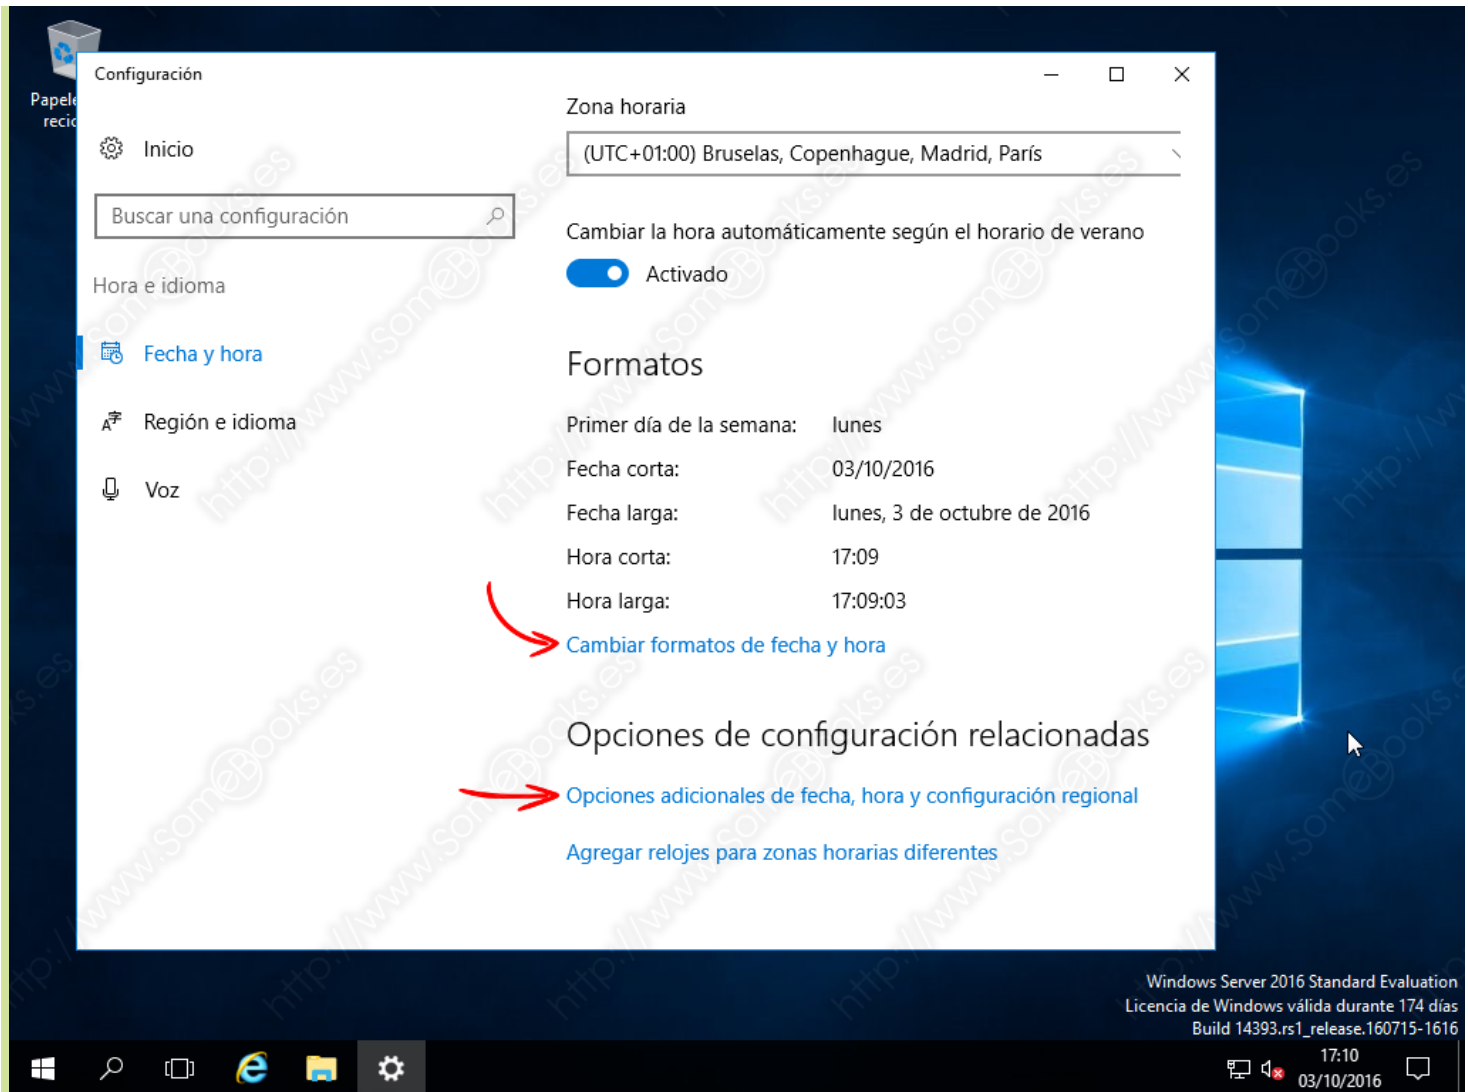 Papele
recic
Configuración
Inicio
Buscar una configuración
Hora e idioma
Fecha y hora
Región e idioma
Voz
Zona horaria
(UTC+01:00) Bruselas, Copenhague, Madrid, París
Cambiar la hora automáticamente según el horario de verano
Activado
Formatos
Primer día de la semana: lunes
Fecha corta: 03/10/2016
Fecha larga: lunes, 3 de octubre de 2016
Hora corta: 17:09
Hora larga: 17:09:03
Cambiar formatos de fecha y hora
Opciones de configuración relacionadas
Opciones adicionales de fecha, hora y configuración regional
Agregar relojes para zonas horarias diferentes
Windows Server 2016 Standard Evaluation
Licencia de Windows válida durante 174 días
Build 14393.rs1_release.160715-1616
17:10
03/10/2016
http://www.SomeBooks.es